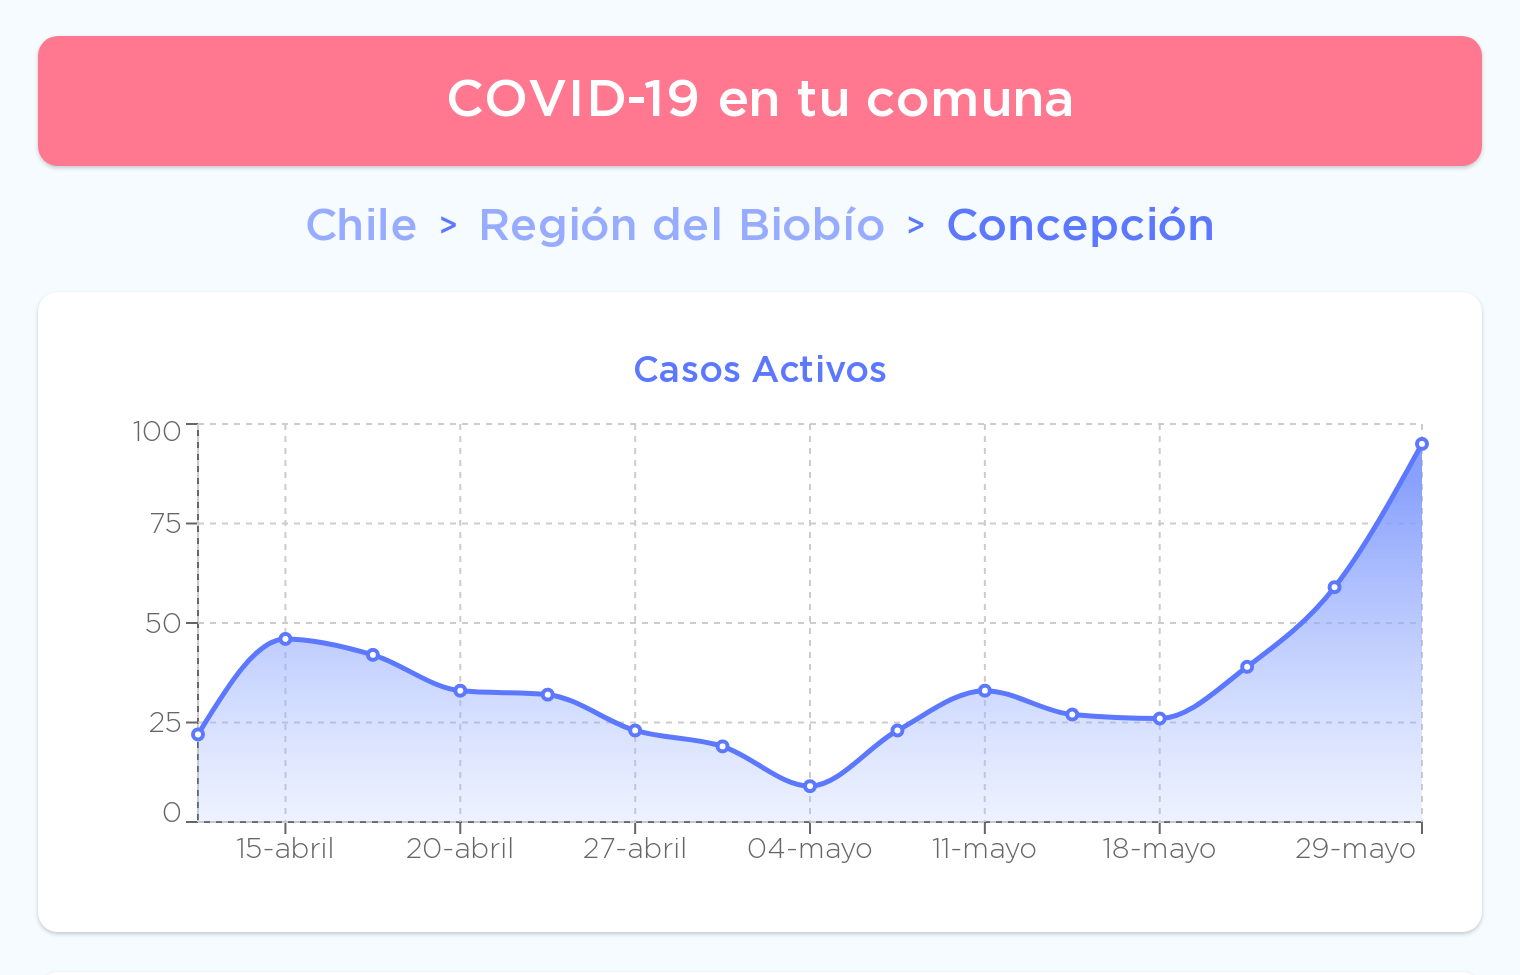 COVID-19 en tu comuna
Chile > Región del Biobío > Concepción
Casos Activos
100
75
50
25
0
15-abril 20-abril 27-abril 04-mayo 11-mayo 18-mayo 29-mayo